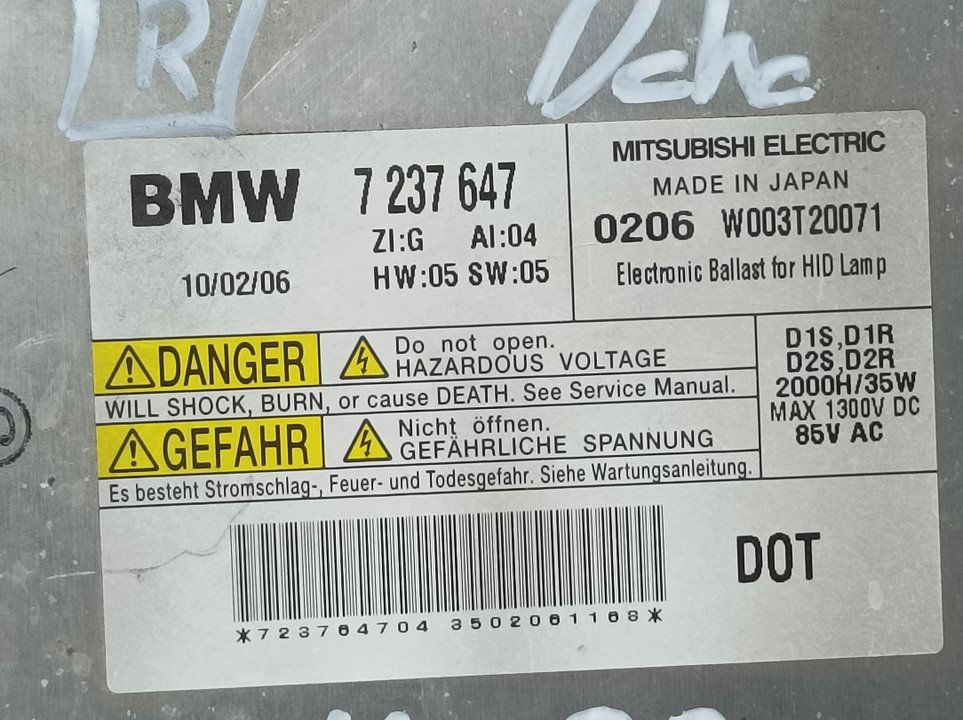 R
BMW 7 237 647
ZI:G AI:04
10/02/06
HW:05 SW:05
MITSUBISHI ELECTRIC
MADE IN JAPAN
0206 W003T20071
Electronic Ballast for HID Lamp
DANGER
Do not open.
HAZARDOUS VOLTAGE
WILL SHOCK, BURN, or cause DEATH. See Service Manual.
GEFAHR
Nicht öffnen.
GEFÄHRLICHE SPANNUNG
Es besteht Stromschlag-, Feuer- und Todesgefahr. Siehe Wartungsanleitung.
D1S,D1R
D2S,D2R
2000H/35W
MAX 1300V DC
85V AC
DOT
*723764704 3502061168*